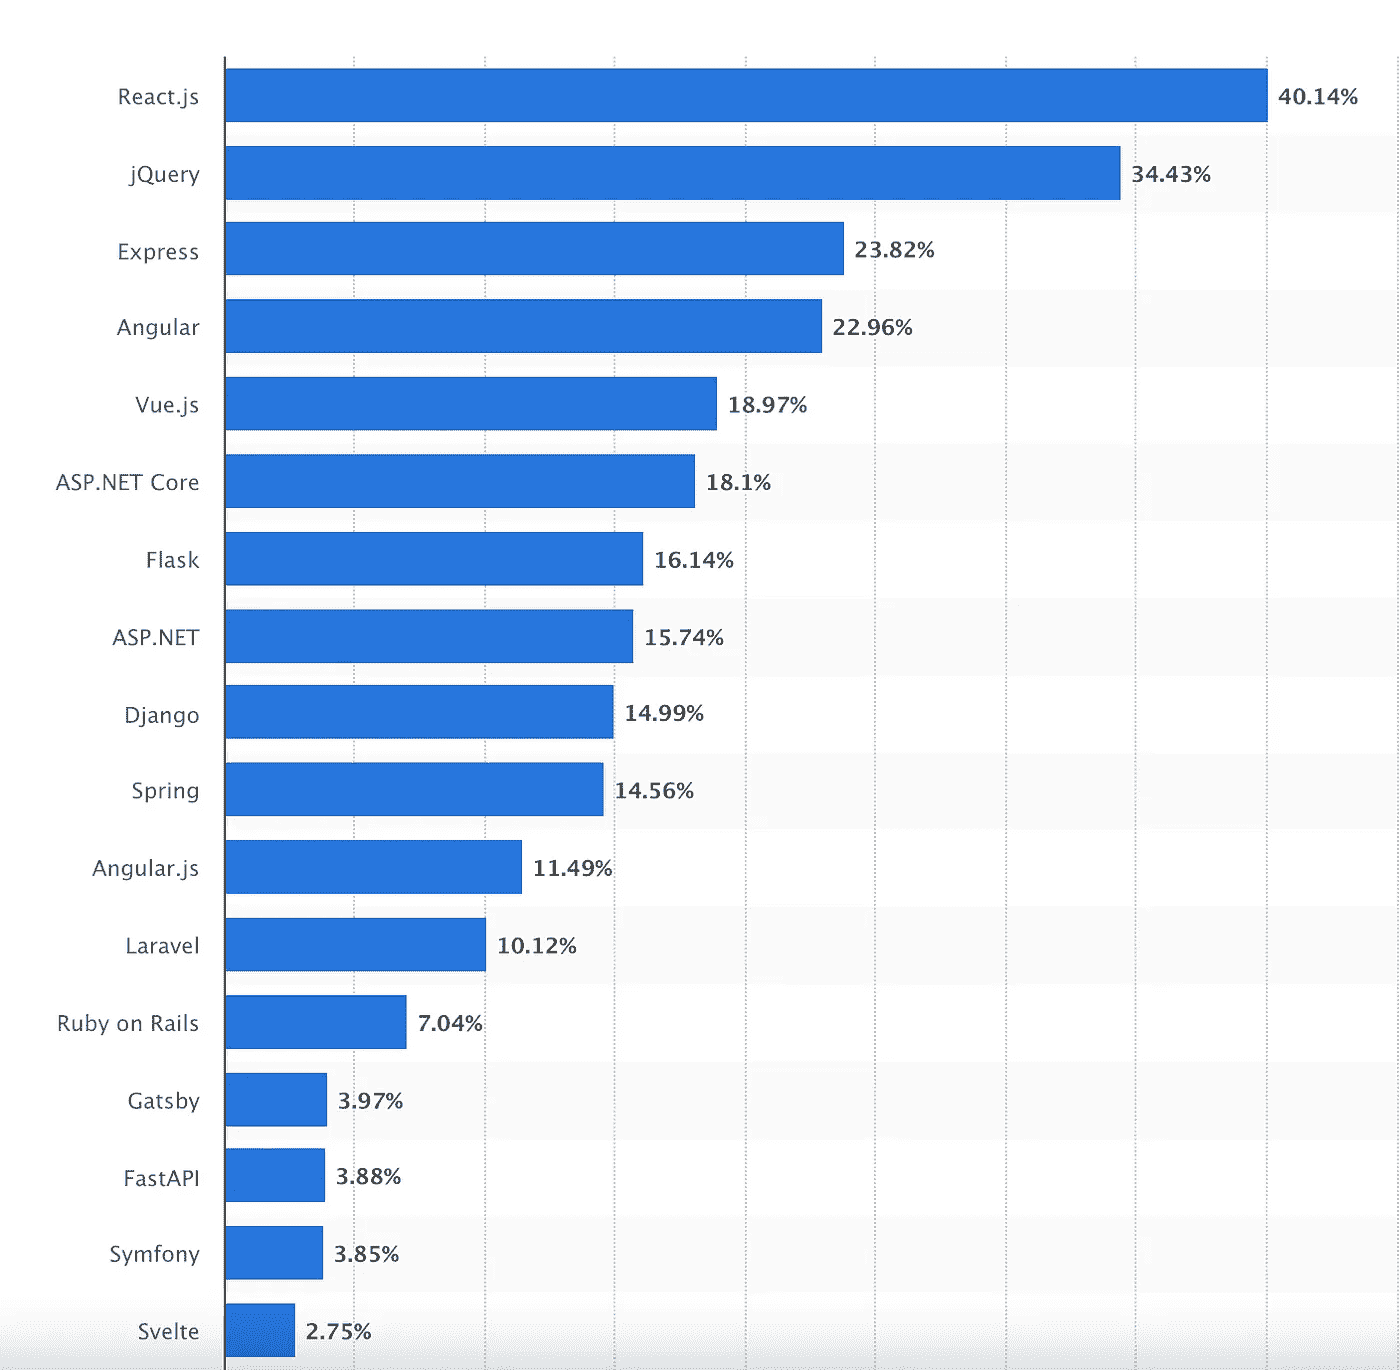 React.js 40.14%
jQuery 34.43%
Express 23.82%
Angular 22.96%
Vue.js 18.97%
ASP.NET Core 18.1%
Flask 16.14%
ASP.NET 15.74%
Django 14.99%
Spring 14.56%
Angular.js 11.49%
Laravel 10.12%
Ruby on Rails 7.04%
Gatsby 3.97%
FastAPI 3.88%
Symfony 3.85%
Svelte 2.75%